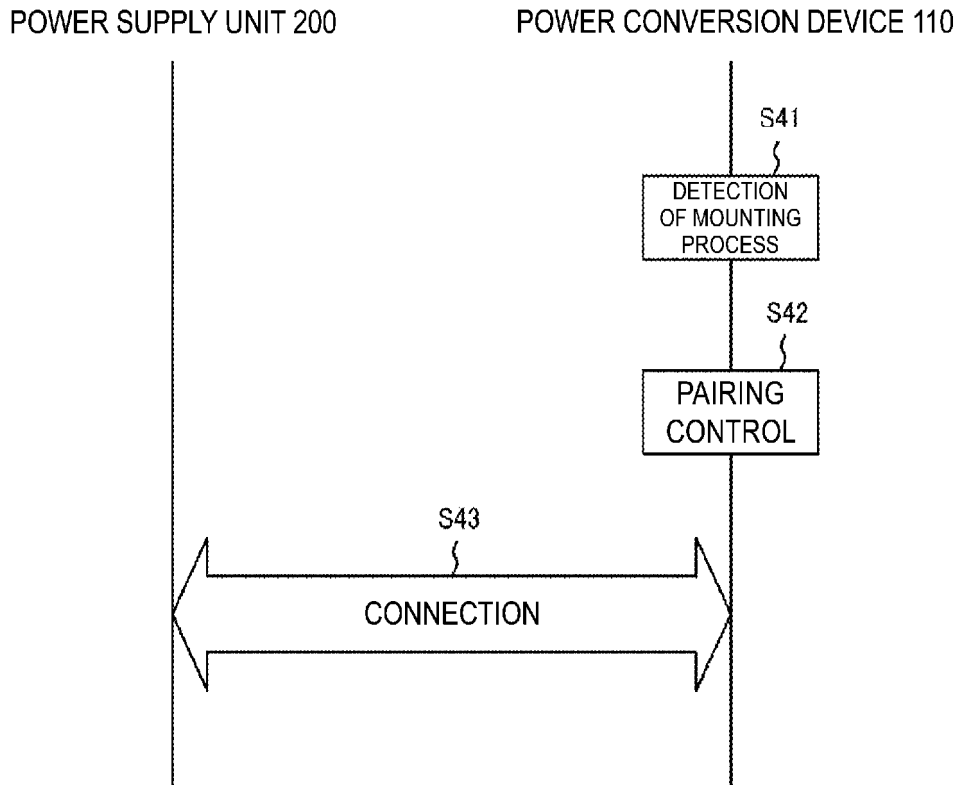 POWER SUPPLY UNIT 200
POWER CONVERSION DEVICE 110
S41
DETECTION
OF MOUNTING
PROCESS
S42
PAIRING
CONTROL
S43
CONNECTION